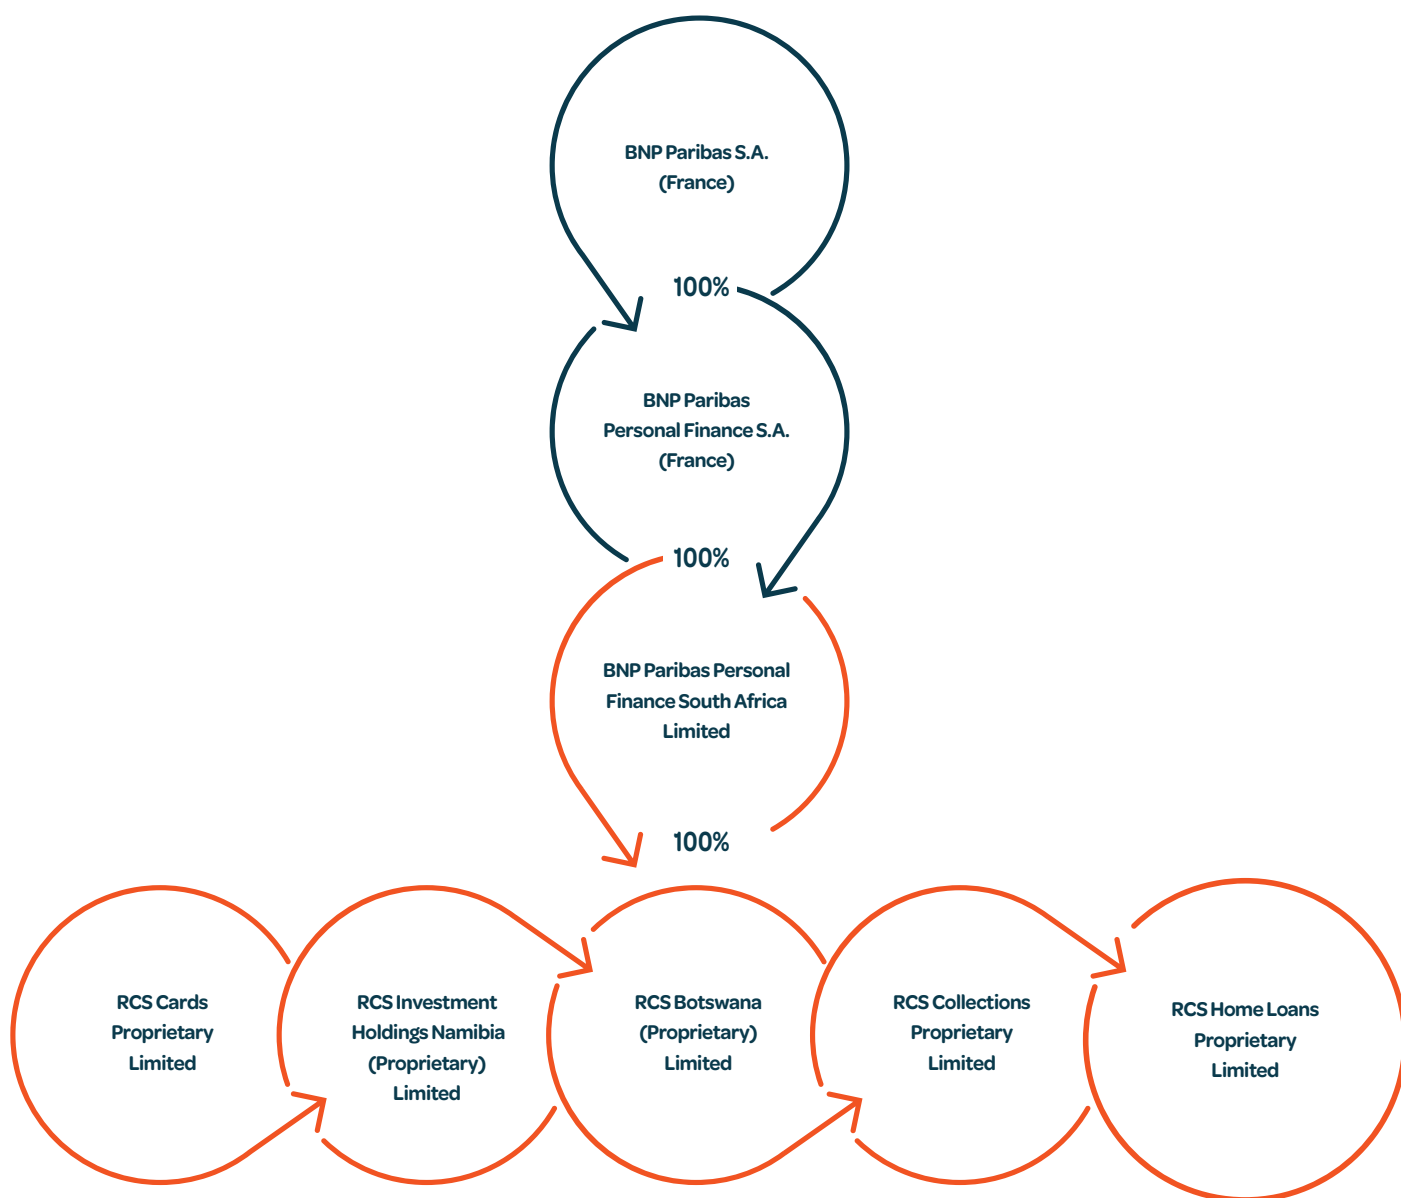 BNP Paribas S.A.
(France)
100%
BNP Paribas
Personal Finance S.A.
(France)
100%
BNP Paribas Personal
Finance South Africa
Limited
100%
RCS Cards
Proprietary
Limited
RCS Investment
Holdings Namibia
(Proprietary)
Limited
RCS Botswana
(Proprietary)
Limited
RCS Collections
Proprietary
Limited
RCS Home Loans
Proprietary
Limited